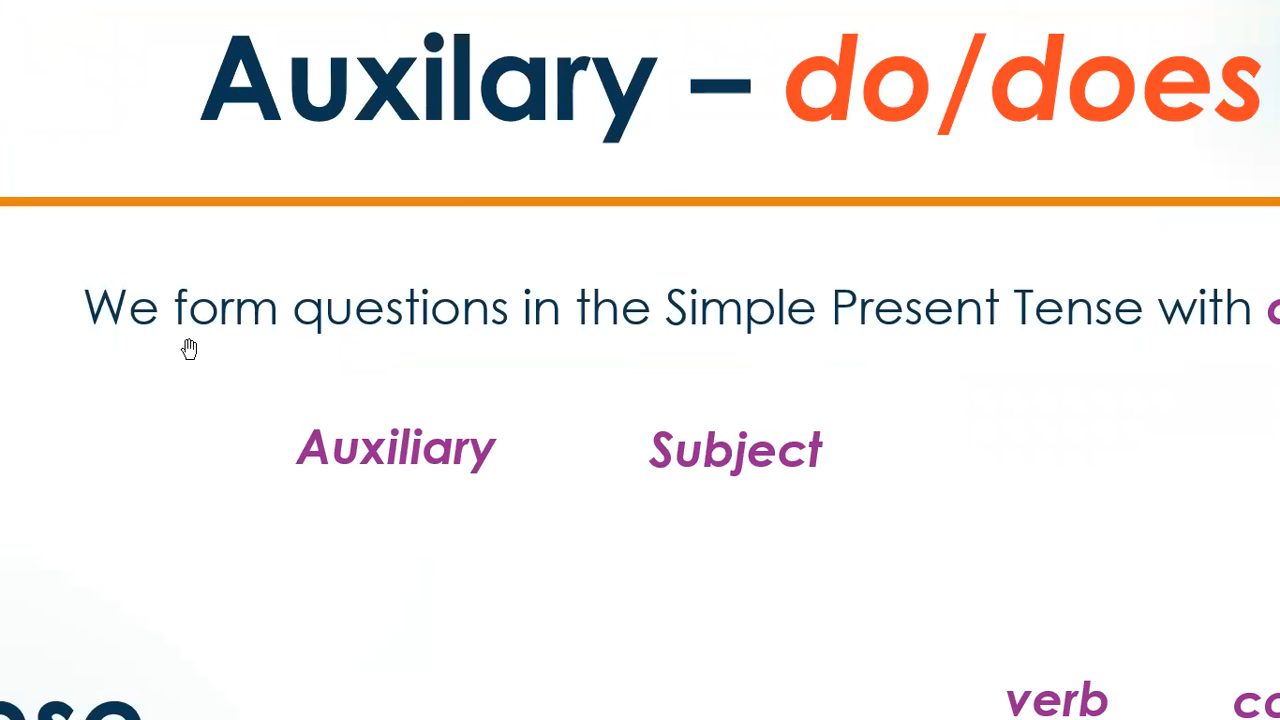 Auxilary – do/does
We form questions in the Simple Present Tense with
Auxiliary Subject
verb